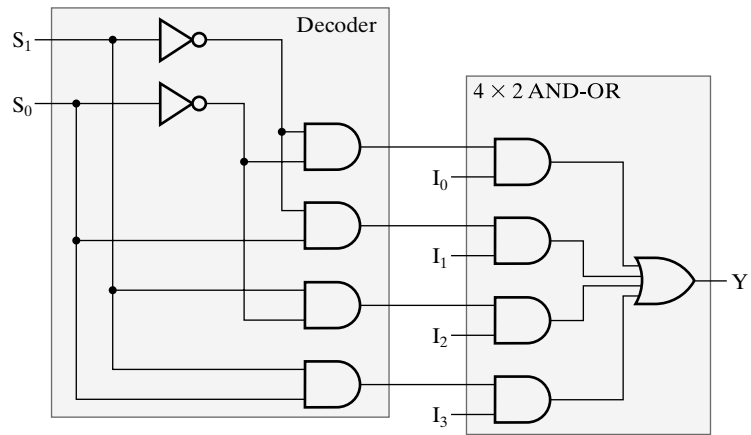 Decoder
S₁
S₀
4 × 2 AND-OR
I₀
I₁
Y
I₂
I₃